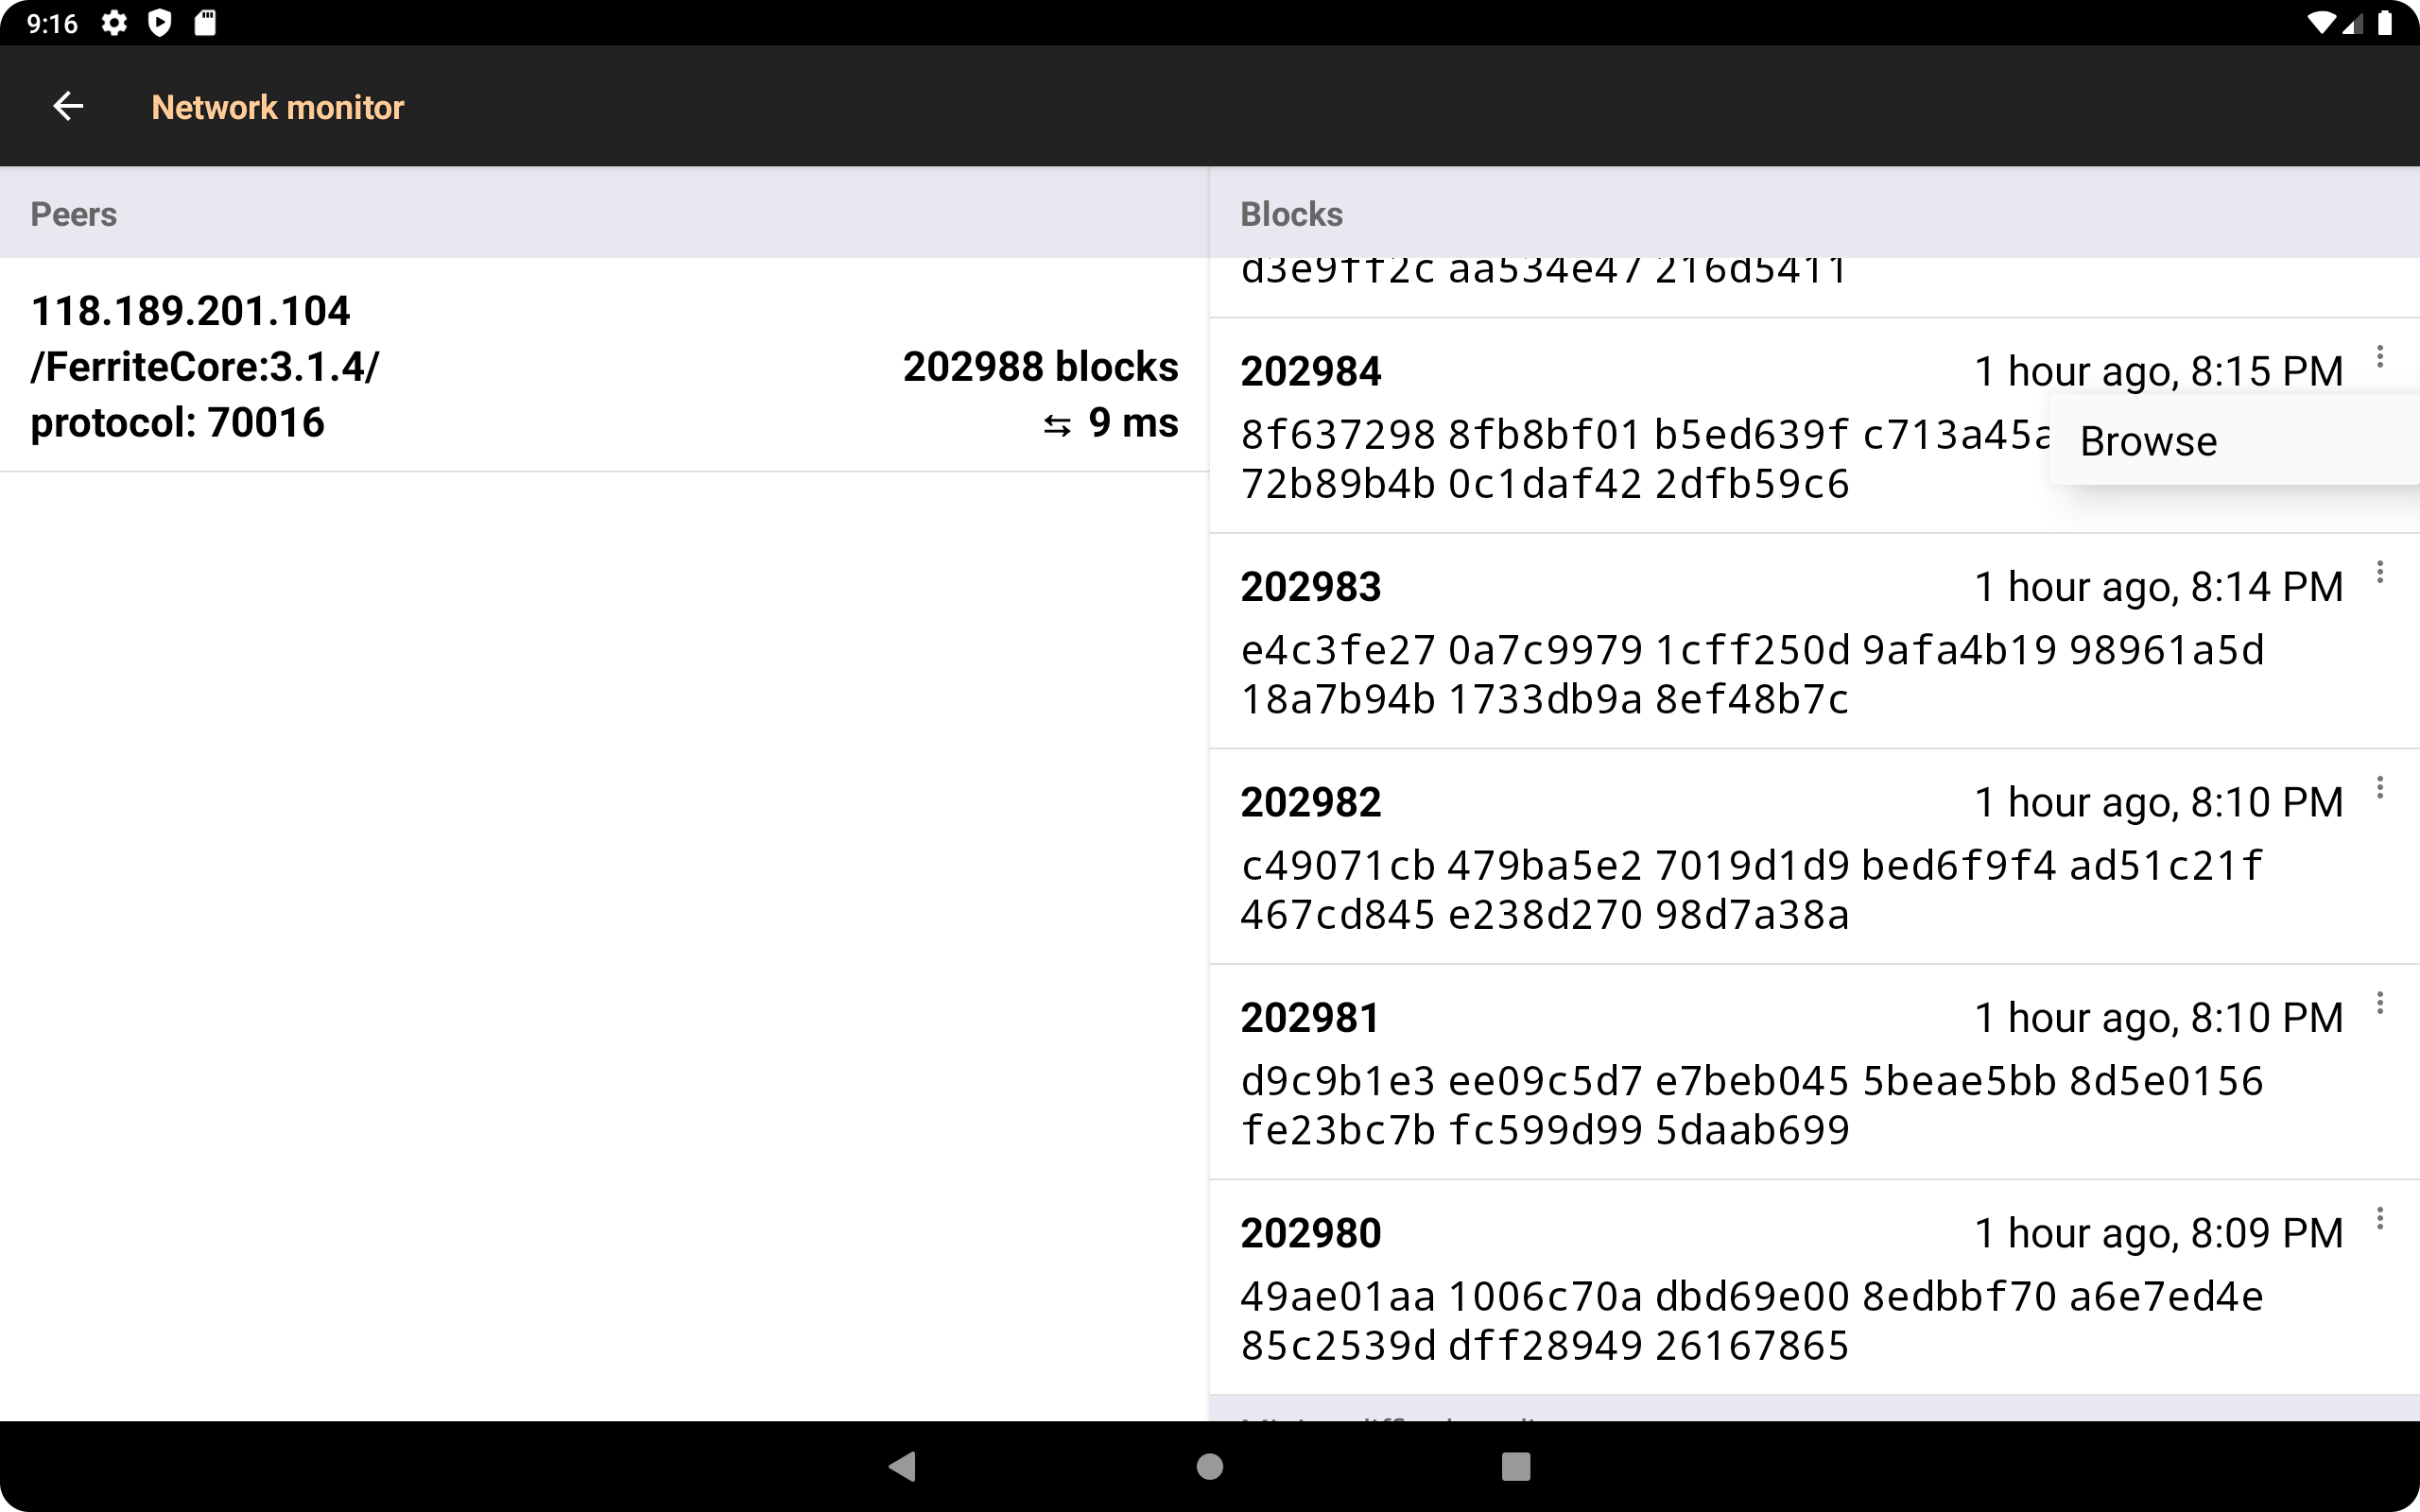 9:16
Network monitor
Peers
118.189.201.104
/FerriteCore:3.1.4/
202988 blocks
protocol: 70016
⇆ 9 ms
Blocks
d3e9ff2c aa534e47 216d5411
202984
1 hour ago, 8:15 PM
8f637298 8fb8bf01 b5ed639f c713a45a
72b89b4b 0c1daf42 2dfb59c6
Browse
202983
1 hour ago, 8:14 PM
e4c3fe27 0a7c9979 1cff250d 9afa4b19 98961a5d
18a7b94b 1733db9a 8ef48b7c
202982
1 hour ago, 8:10 PM
c49071cb 479ba5e2 7019d1d9 bed6f9f4 ad51c21f
467cd845 e238d270 98d7a38a
202981
1 hour ago, 8:10 PM
d9c9b1e3 ee09c5d7 e7beb045 5beae5bb 8d5e0156
fe23bc7b fc599d99 5daab699
202980
1 hour ago, 8:09 PM
49ae01aa 1006c70a dbd69e00 8edbbf70 a6e7ed4e
85c2539d dff28949 26167865